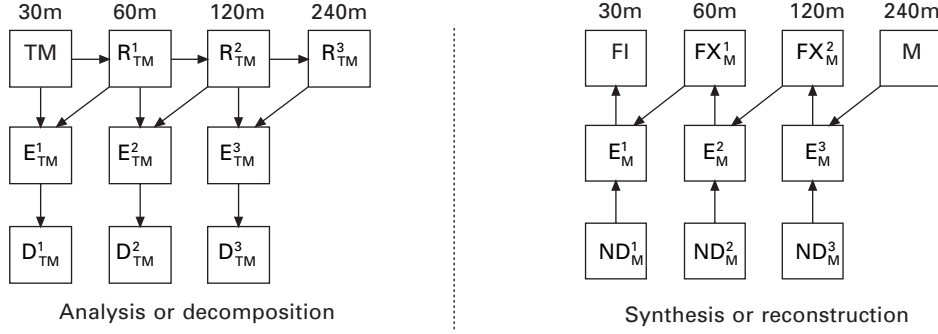 30m 60m 120m 240m
TM R¹TM R²TM R³TM
E¹TM E²TM E³TM
D¹TM D²TM D³TM
Analysis or decomposition
30m 60m 120m 240m
FI FX¹M FX²M M
E¹M E²M E³M
ND¹M ND²M ND³M
Synthesis or reconstruction